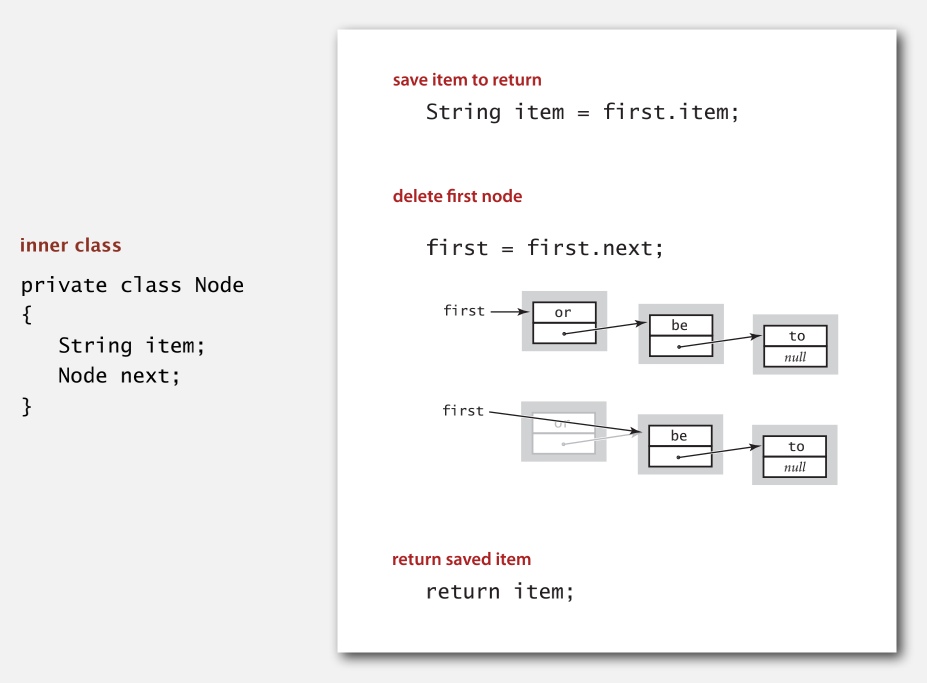 inner class
private class Node
{
String item;
Node next;
}
save item to return
String item = first.item;
delete first node
first = first.next;
first
or
be
to
null
first
or
be
to
null
return saved item
return item;